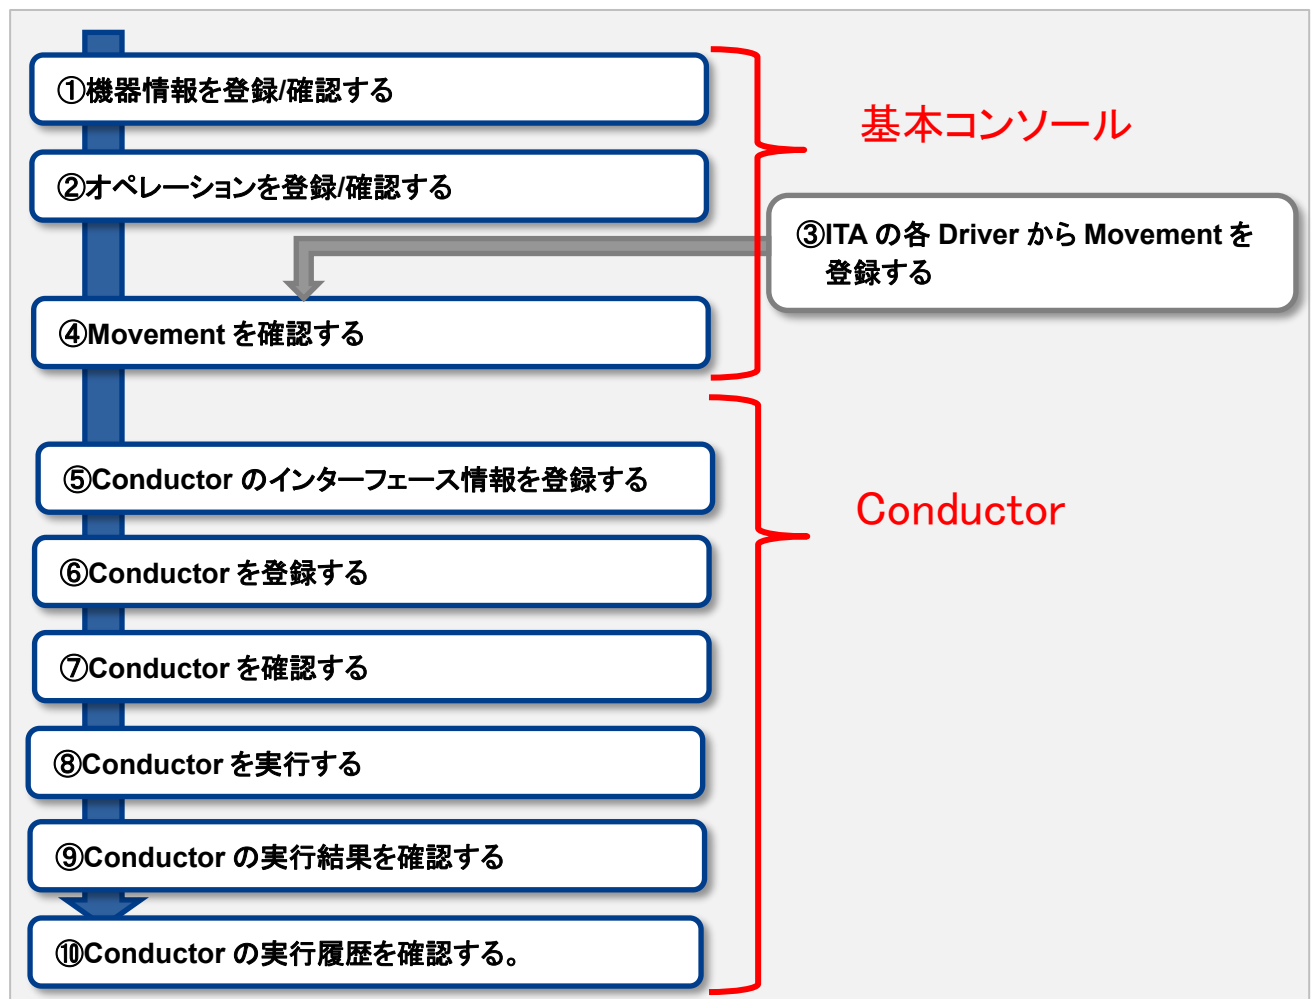 ①機器情報を登録/確認する
基本コンソール
②オペレーションを登録/確認する
③ITA の各 Driver から Movement を
登録する
④Movement を確認する
⑤Conductor のインターフェース情報を登録する
Conductor
⑥Conductor を登録する
⑦Conductor を確認する
⑧Conductor を実行する
⑨Conductor の実行結果を確認する
⑩Conductor の実行履歴を確認する。